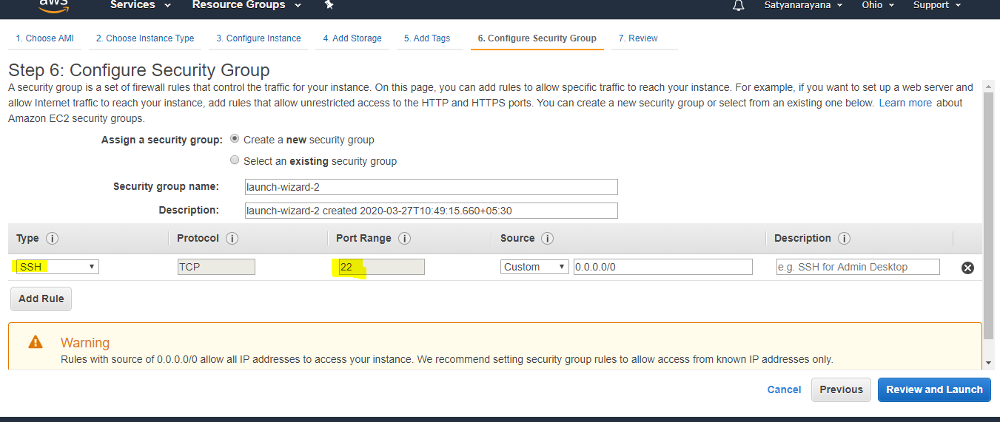 aws Services Resource Groups Satyanarayana Ohio Support
1. Choose AMI 2. Choose Instance Type 3. Configure Instance 4. Add Storage 5. Add Tags 6. Configure Security Group 7. Review
Step 6: Configure Security Group
A security group is a set of firewall rules that control the traffic for your instance. On this page, you can add rules to allow specific traffic to reach your instance. For example, if you want to set up a web server and
allow Internet traffic to reach your instance, add rules that allow unrestricted access to the HTTP and HTTPS ports. You can create a new security group or select from an existing one below. Learn more about
Amazon EC2 security groups.
Assign a security group: Create a new security group
Select an existing security group
Security group name: launch-wizard-2
Description: launch-wizard-2 created 2020-03-27T10:49:15.660+05:30
Type i Protocol i Port Range i Source i Description i
SSH TCP 22 Custom 0.0.0.0/0 e.g. SSH for Admin Desktop
Add Rule
Warning
Rules with source of 0.0.0.0/0 allow all IP addresses to access your instance. We recommend setting security group rules to allow access from known IP addresses only.
Cancel Previous Review and Launch